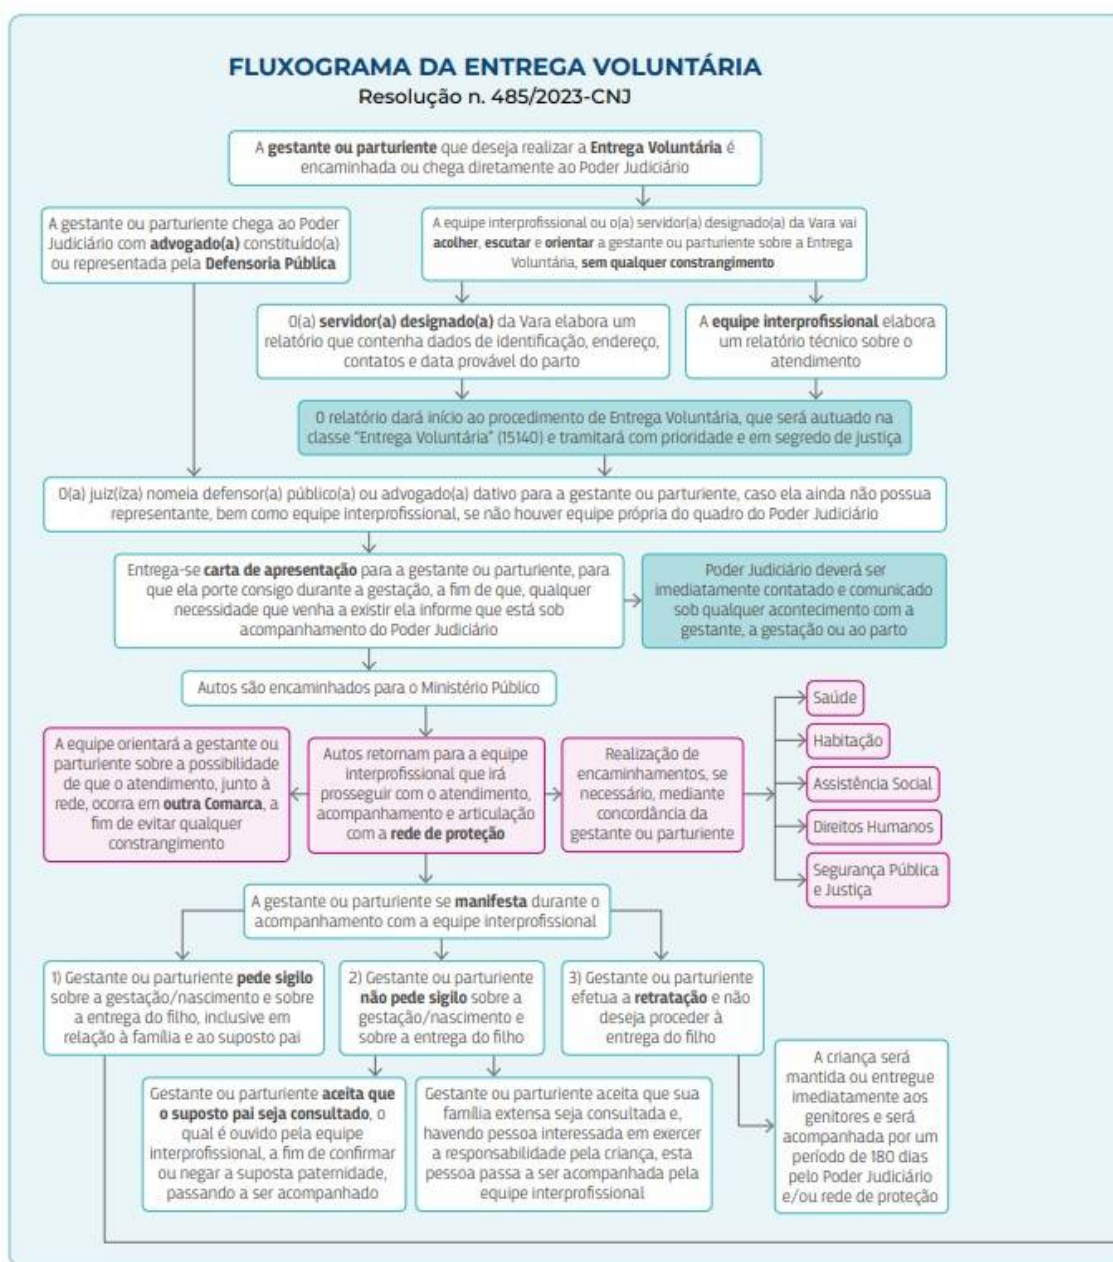 FLUXOGRAMA DA ENTREGA VOLUNTÁRIA
Resolução n. 485/2023-CNJ
A gestante ou parturiente que deseja realizar a Entrega Voluntária é
encaminhada ou chega diretamente ao Poder Judiciário
A gestante ou parturiente chega ao Poder
Judiciário com advogado(a) constituído(a)
ou representada pela Defensoria Pública
A equipe interprofissional ou o(a) servidor(a) designado(a) da Vara vai
acolher, escutar e orientar a gestante ou parturiente sobre a Entrega
Voluntária, sem qualquer constrangimento
O(a) servidor(a) designado(a) da Vara elabora um
relatório que contenha dados de identificação, endereço,
contatos e data provável do parto
A equipe interprofissional elabora
um relatório técnico sobre o
atendimento
O relatório dará início ao procedimento de Entrega Voluntária, que será autuado na
classe "Entrega Voluntária" (15140) e tramitará com prioridade e em segredo de justiça
O(a) juiz(íza) nomeia defensor(a) público(a) ou advogado(a) dativo para a gestante ou parturiente, caso ela ainda não possua
representante, bem como equipe interprofissional, se não houver equipe própria do quadro do Poder Judiciário
Entrega-se carta de apresentação para a gestante ou parturiente, para
que ela porte consigo durante a gestação, a fim de que, qualquer
necessidade que venha a existir ela informe que está sob
acompanhamento do Poder Judiciário
Poder Judiciário deverá ser
imediatamente contatado e comunicado
sob qualquer acontecimento com a
gestante, a gestação ou ao parto
Autos são encaminhados para o Ministério Público
A equipe orientará a gestante ou
parturiente sobre a possibilidade
de que o atendimento, junto à
rede, ocorra em outra Comarca, a
fim de evitar qualquer
constrangimento
Autos retornam para a equipe
interprofissional que irá
prosseguir com o atendimento,
acompanhamento e articulação
com a rede de proteção
Realização de
encaminhamentos, se
necessário, mediante
concordância da
gestante ou parturiente
Saúde
Habitação
Assistência Social
Direitos Humanos
Segurança Pública
e Justiça
A gestante ou parturiente se manifesta durante o
acompanhamento com a equipe interprofissional
1) Gestante ou parturiente pede sigilo
sobre a gestação/nascimento e sobre
a entrega do filho, inclusive em
relação à família e ao suposto pai
2) Gestante ou parturiente
não pede sigilo sobre a
gestação/nascimento e
sobre a entrega do filho
3) Gestante ou parturiente
efetua a retratação e não
deseja proceder à
entrega do filho
Gestante ou parturiente aceita que
o suposto pai seja consultado, o
qual é ouvido pela equipe
interprofissional, a fim de confirmar
ou negar a suposta paternidade,
passando a ser acompanhado
Gestante ou parturiente aceita que sua
família extensa seja consultada e,
havendo pessoa interessada em exercer
a responsabilidade pela criança, esta
pessoa passa a ser acompanhada pela
equipe interprofissional
A criança será
mantida ou entregue
imediatamente aos
genitores e será
acompanhada por um
período de 180 dias
pelo Poder Judiciário
e/ou rede de proteção